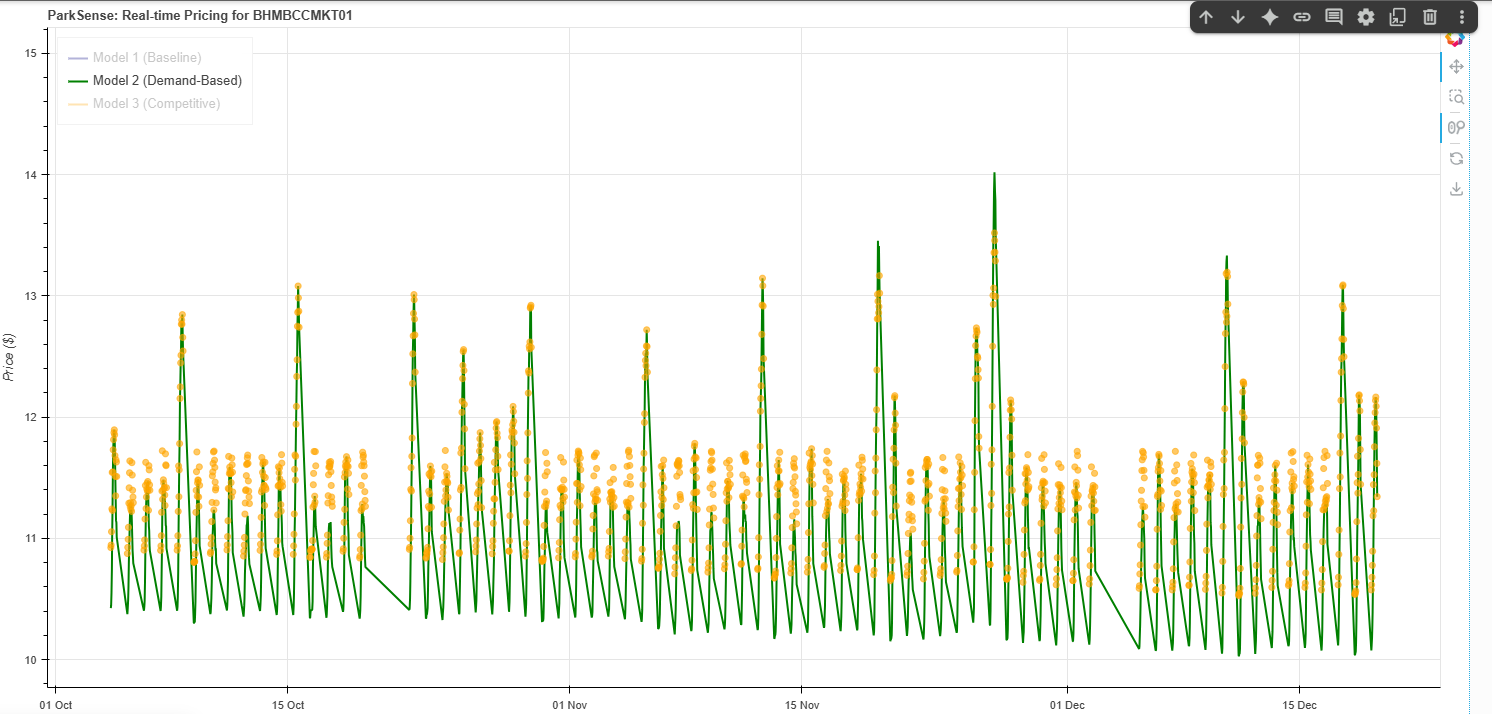 ParkSense: Real-time Pricing for BHMBCCMKT01
Model 1 (Baseline)
Model 2 (Demand-Based)
Model 3 (Competitive)
Price ($)
15
14
13
12
11
10
01 Oct
15 Oct
01 Nov
15 Nov
01 Dec
15 Dec